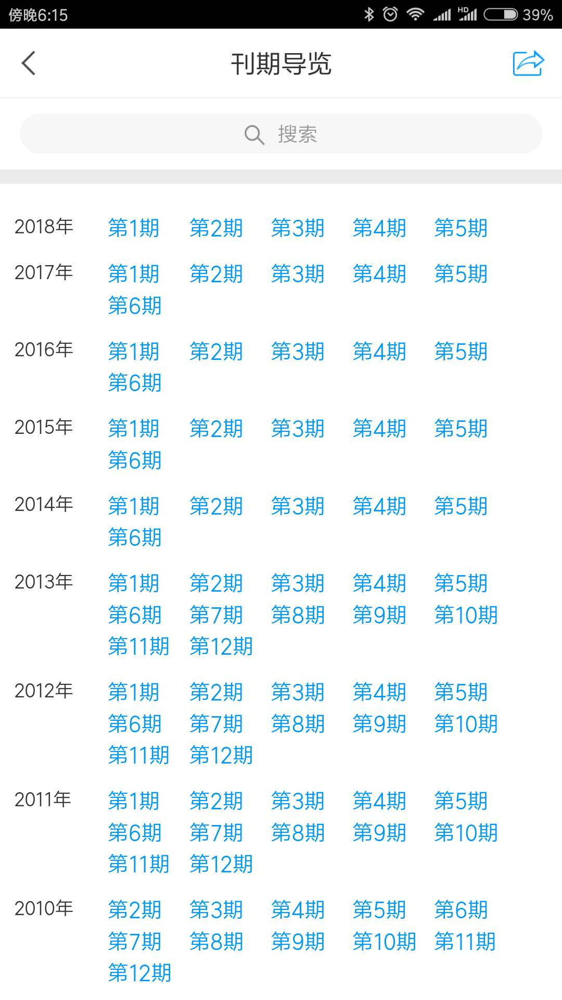 傍晚6:15 HD 39%
刊期导览
搜索
2018年 第1期 第2期 第3期 第4期 第5期
2017年 第1期 第2期 第3期 第4期 第5期
第6期
2016年 第1期 第2期 第3期 第4期 第5期
第6期
2015年 第1期 第2期 第3期 第4期 第5期
第6期
2014年 第1期 第2期 第3期 第4期 第5期
第6期
2013年 第1期 第2期 第3期 第4期 第5期
第6期 第7期 第8期 第9期 第10期
第11期 第12期
2012年 第1期 第2期 第3期 第4期 第5期
第6期 第7期 第8期 第9期 第10期
第11期 第12期
2011年 第1期 第2期 第3期 第4期 第5期
第6期 第7期 第8期 第9期 第10期
第11期 第12期
2010年 第2期 第3期 第4期 第5期 第6期
第7期 第8期 第9期 第10期 第11期
第12期